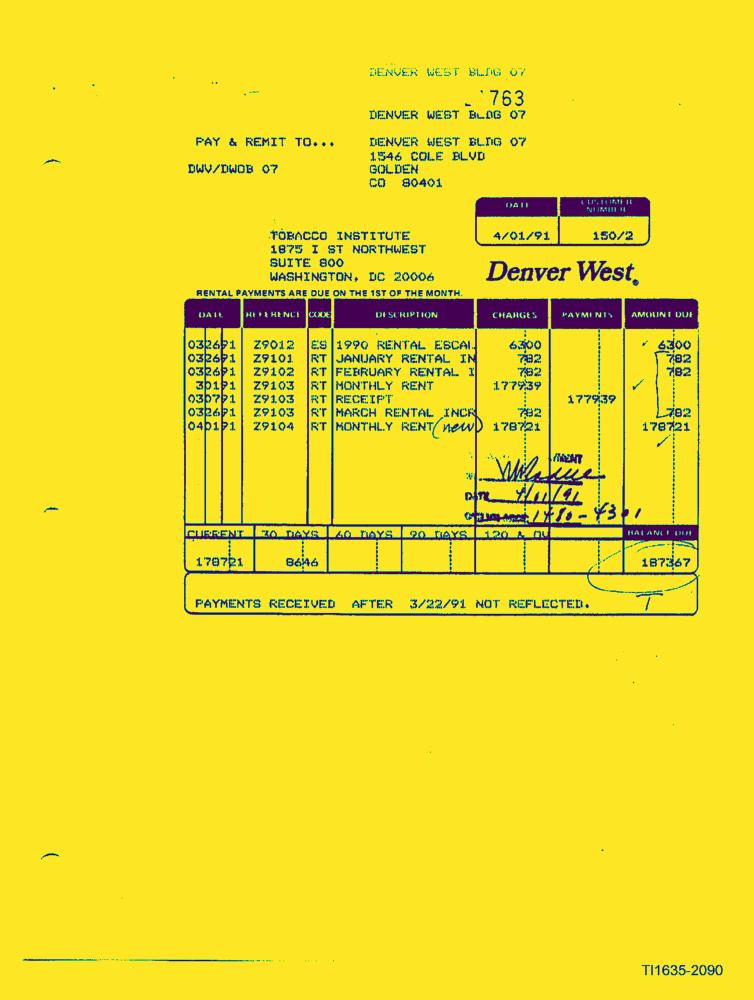 DENVER WEST BLDG 07
763
DENVER WEST BLDG 07
PAY & REMIT TO... DENVER WEST BLDG 07
1546 COLE BLVD
DWV/DWOB 07 GOLDEN
CO 80401
DATE CUSTOMER NUMBER
4/01/91 150/2
TOBACCO INSTITUTE
1875 I ST NORTHWEST
SUITE 800
WASHINGTON, DC 20006
Denver West
RENTAL PAYMENTS ARE DUE ON THE 1ST OF THE MONTH.
DATE REFERENCE CODE DESCRIPTION CHARGES PAYMENTS AMOUNT DUE
032691 Z9012 ES 1990 RENTAL ESCAL 6300 6300
032691 Z9101 RT JANUARY RENTAL IN 782 782
032691 Z9102 RT FEBRUARY RENTAL I 782 782
30191 Z9103 RT MONTHLY RENT 177939
030791 Z9103 RT RECEIPT 177939
032691 Z9103 RT MARCH RENTAL INCR 782 782
040191 Z9104 RT MONTHLY RENT (new) 178721 178721
4/11/91
1480-4301
CURRENT 30 DAYS 60 DAYS 90 DAYS 120 & OV BALANCE DUE
178721 8646 187367
PAYMENTS RECEIVED AFTER 3/22/91 NOT REFLECTED.
TI1635-2090